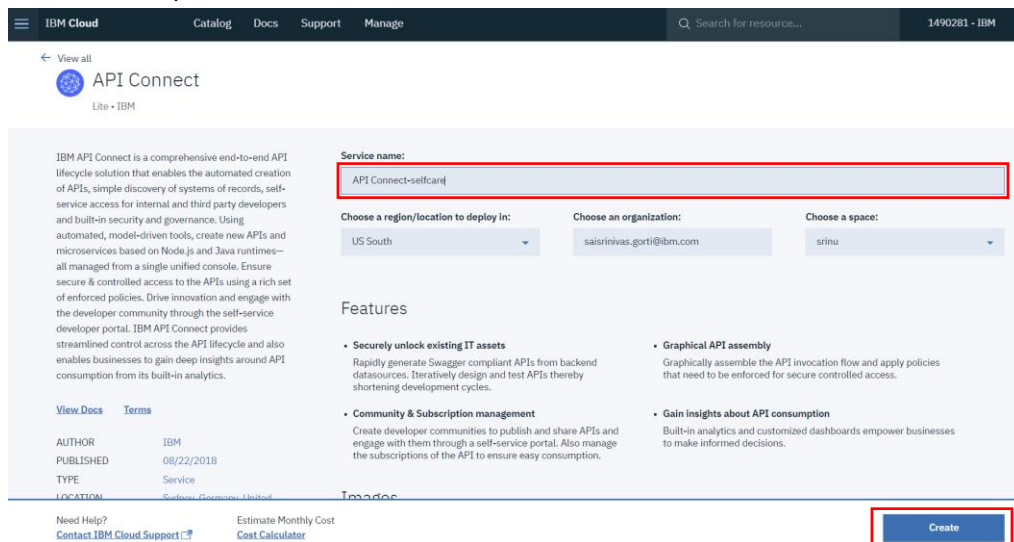 IBM Cloud Catalog Docs Support Manage Search for resource... 1490281 - IBM
← View all
API Connect
Lite • IBM
IBM API Connect is a comprehensive end-to-end API
lifecycle solution that enables the automated creation
of APIs, simple discovery of systems of records, self-
service access for internal and third party developers
and built-in security and governance. Using
automated, model-driven tools, create new APIs and
microservices based on Node.js and Java runtimes—
all managed from a single unified console. Ensure
secure & controlled access to the APIs using a rich set
of enforced policies. Drive innovation and engage with
the developer community through the self-service
developer portal. IBM API Connect provides
streamlined control across the API lifecycle and also
enables businesses to gain deep insights around API
consumption from its built-in analytics.
View Docs Terms
AUTHOR IBM
PUBLISHED 08/22/2018
TYPE Service
LOCATION Sydney, Germany, United
Service name:
API Connect-selfcare
Choose a region/location to deploy in: Choose an organization: Choose a space:
US South saisrinivas.gorti@ibm.com srinu
Features
• Securely unlock existing IT assets
Rapidly generate Swagger compliant APIs from backend
datasources. Iteratively design and test APIs thereby
shortening development cycles.
• Graphical API assembly
Graphically assemble the API invocation flow and apply policies
that need to be enforced for secure controlled access.
• Community & Subscription management
Create developer communities to publish and share APIs and
engage with them through a self-service portal. Also manage
the subscriptions of the API to ensure easy consumption.
• Gain insights about API consumption
Built-in analytics and customized dashboards empower businesses
to make informed decisions.
Images
Need Help? Estimate Monthly Cost
Contact IBM Cloud Support Cost Calculator
Create